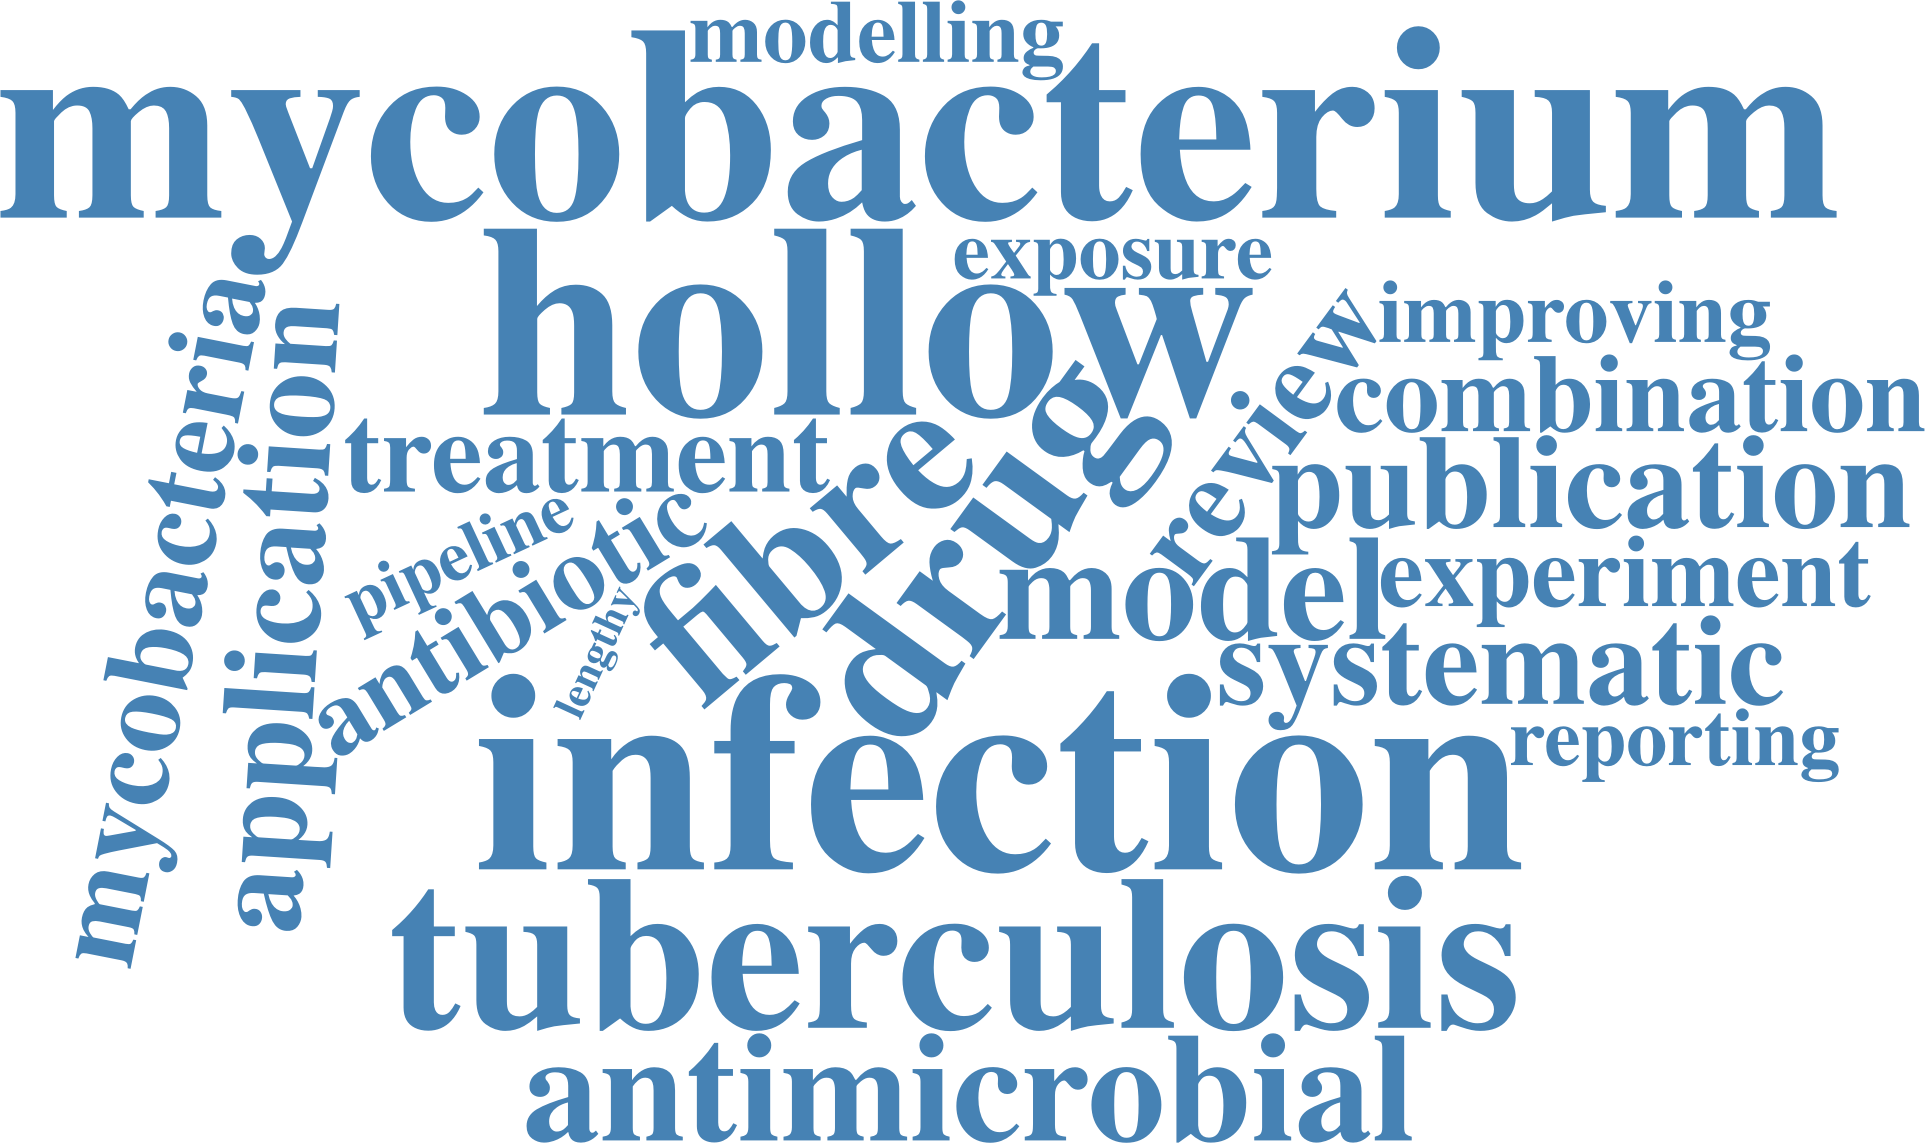 modelling
mycobacterium
hollow
exposure
improving
mycobacteria
application
treatment
fibre
drug
review
combination
publication
pipeline
antibiotic
lengthy
model
experiment
systematic
infection
reporting
tuberculosis
antimicrobial